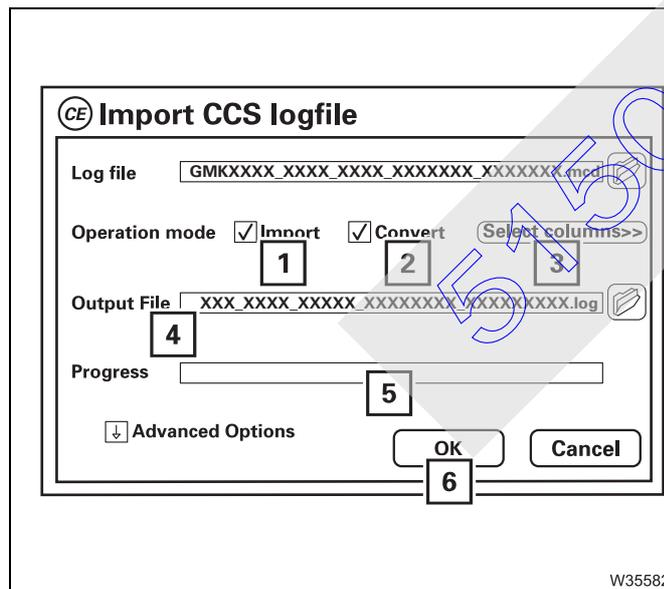 CE Import CCS logfile
Log file GMKXXXX_XXXX_XXXX_XXXXXXX_XXXXXXX.mcd
Operation mode ✓ Import ✓ Convert Select columns>>
1 2 3
Output File XXX_XXXX_XXXXX_XXXXXXXX_XXXXXXXXX.log
4
Progress
5
↓ Advanced Options
OK Cancel
6
5150
W35582